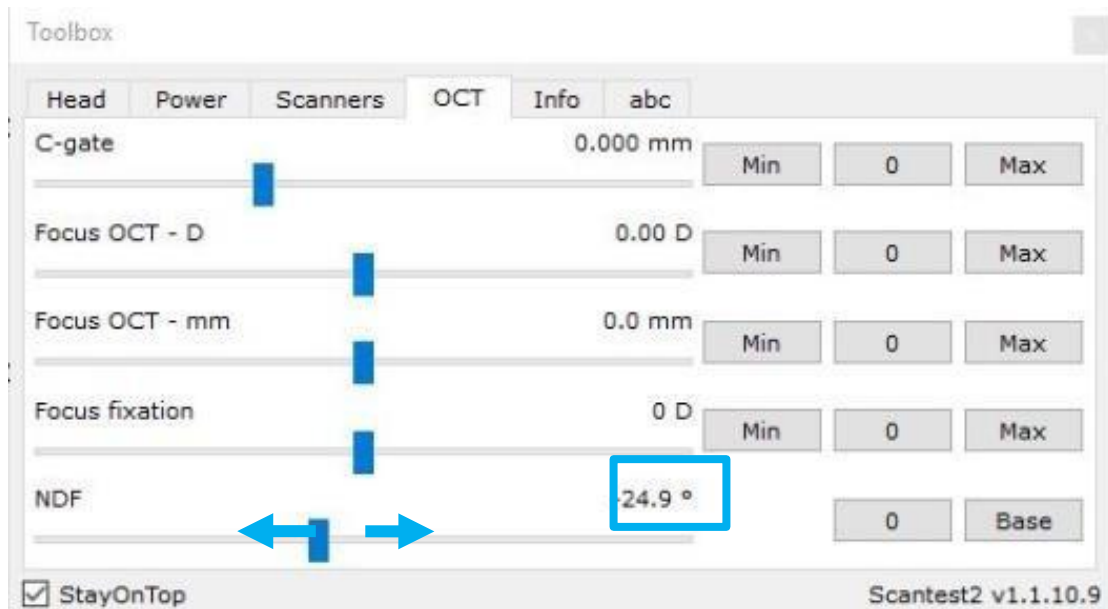 Toolbox
Head Power Scanners OCT Info abc
C-gate 0.000 mm
Min 0 Max
Focus OCT - D 0.00 D
Min 0 Max
Focus OCT - mm 0.0 mm
Min 0 Max
Focus fixation 0 D
Min 0 Max
NDF -24.9 °
0 Base
StayOnTop Scantest2 v1.1.10.9